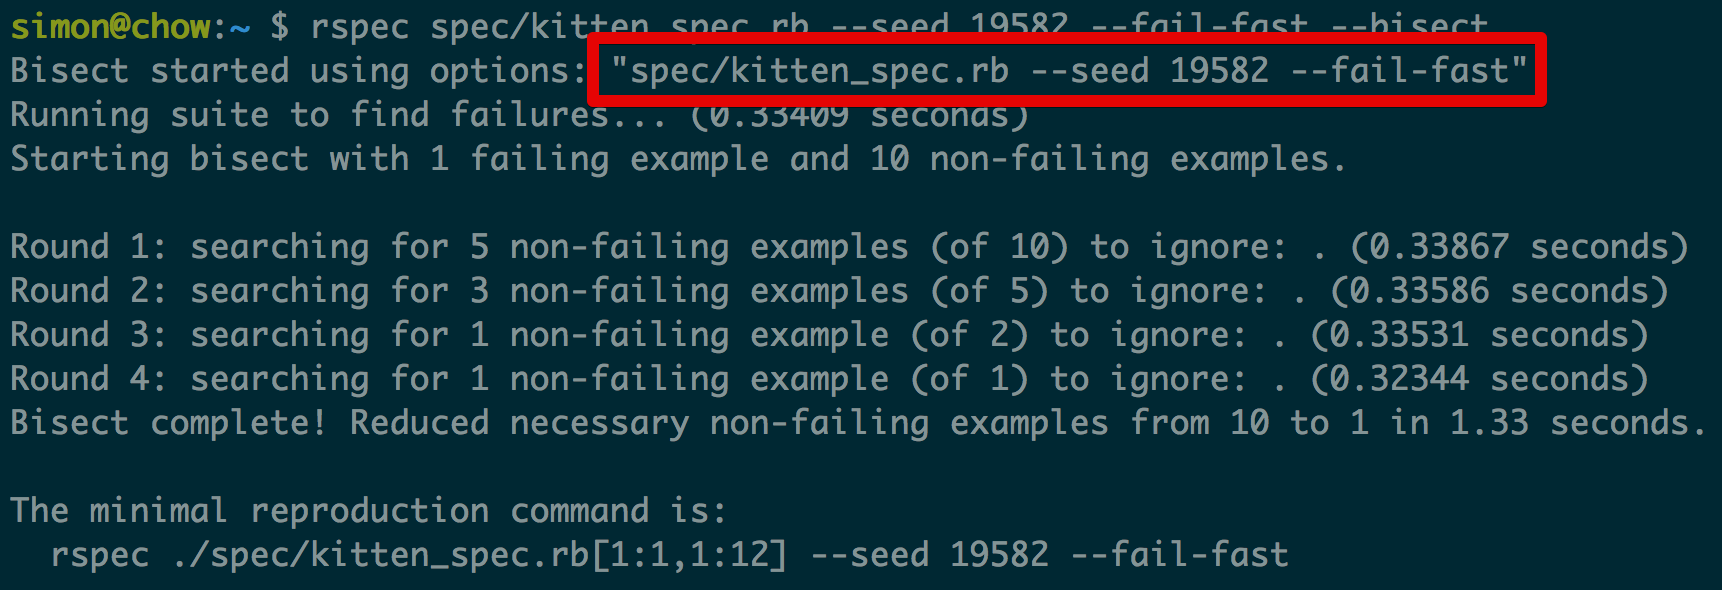 simon@chow:~ $ rspec spec/kitten_spec.rb --seed 19582 --fail-fast --bisect
Bisect started using options: "spec/kitten_spec.rb --seed 19582 --fail-fast"
Running suite to find failures... (0.33409 seconds)
Starting bisect with 1 failing example and 10 non-failing examples.
Round 1: searching for 5 non-failing examples (of 10) to ignore: . (0.33867 seconds)
Round 2: searching for 3 non-failing examples (of 5) to ignore: . (0.33586 seconds)
Round 3: searching for 1 non-failing example (of 2) to ignore: . (0.33531 seconds)
Round 4: searching for 1 non-failing example (of 1) to ignore: . (0.32344 seconds)
Bisect complete! Reduced necessary non-failing examples from 10 to 1 in 1.33 seconds.
The minimal reproduction command is:
rspec ./spec/kitten_spec.rb[1:1,1:12] --seed 19582 --fail-fast